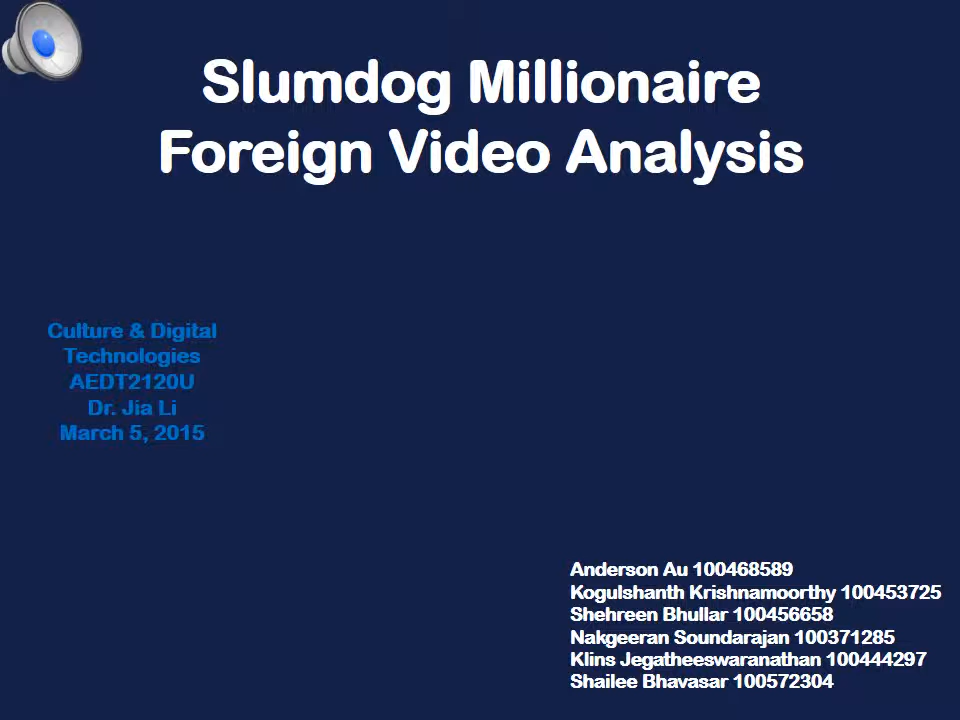 Slumdog Millionaire
Foreign Video Analysis
Culture & Digital
Technologies
AEDT2120U
Dr. Jia Li
March 5, 2015
Anderson Au 100468589
Kogulshanth Krishnamoorthy 100453725
Shehreen Bhullar 100456658
Nakgeeran Soundarajan 100371285
Klins Jegatheeswaranathan 100444297
Shailee Bhavasar 100572304